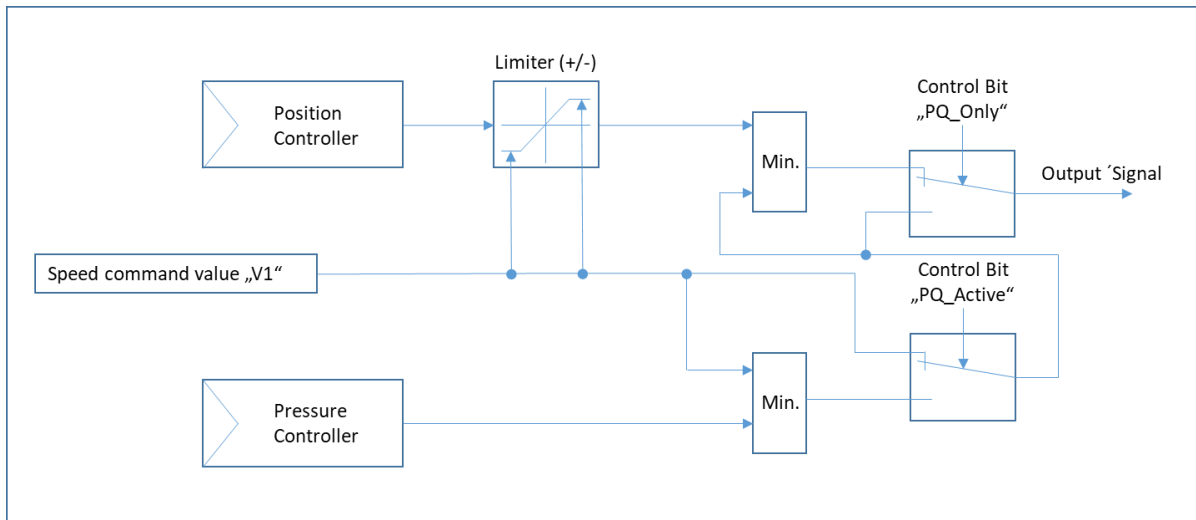 Limiter (+/-)
Position
Controller
Min.
Control Bit
„PQ_Only“
Output ´Signal
Speed command value „V1“
Control Bit
„PQ_Active“
Pressure
Controller
Min.